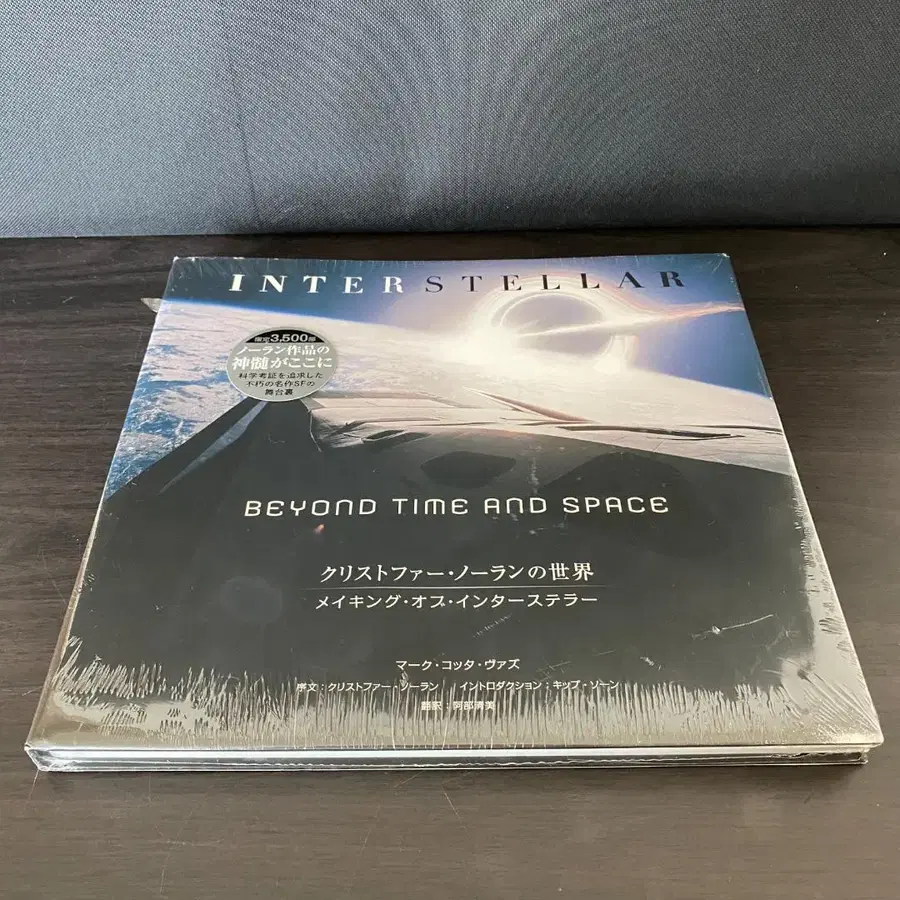 INTERSTELLAR
限定3,500部
ノーラン作品の
神髄がここに
科学考証を追求した
不朽の名作SFの
舞台裏
BEYOND TIME AND SPACE
クリストファー・ノーランの世界
メイキング・オブ・インターステラー
マーク・コッタ・ヴァズ
序文：クリストファー・ノーラン　イントロダクション：キップ・ソーン
翻訳：阿部清美